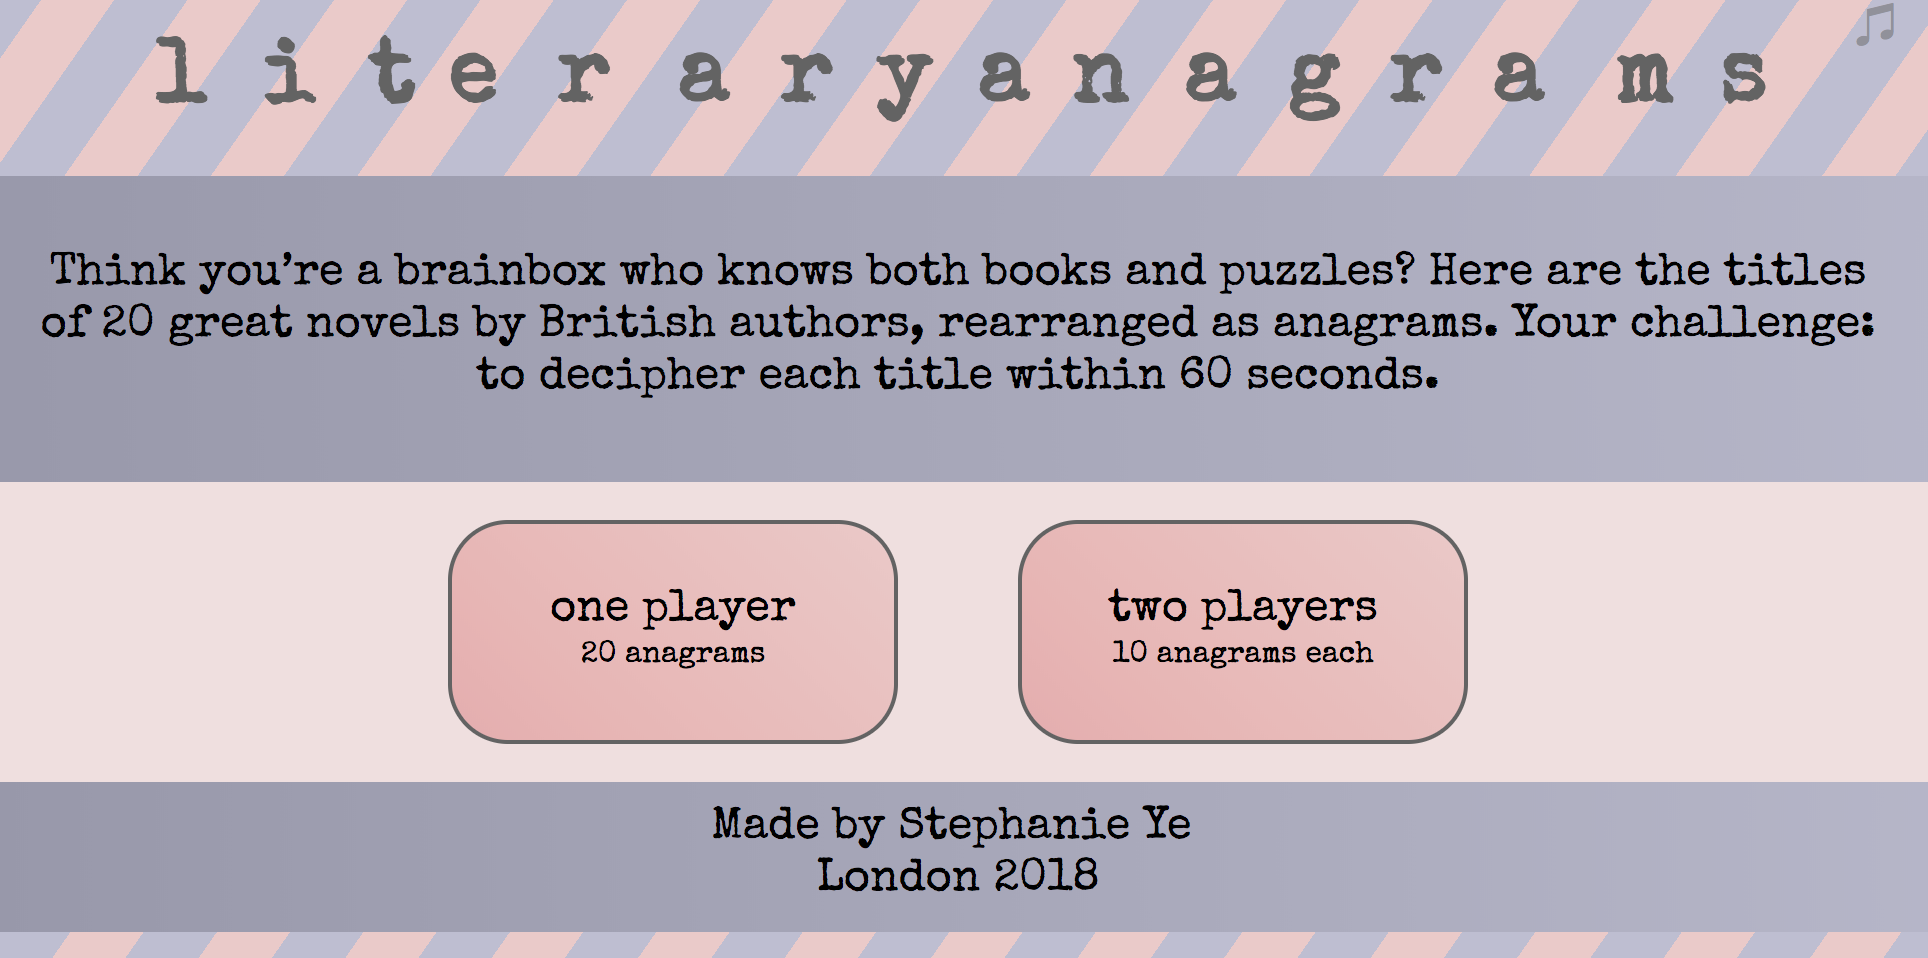 literaryanagrams
Think you’re a brainbox who knows both books and puzzles? Here are the titles
of 20 great novels by British authors, rearranged as anagrams. Your challenge:
to decipher each title within 60 seconds.
one player
20 anagrams
two players
10 anagrams each
Made by Stephanie Ye
London 2018